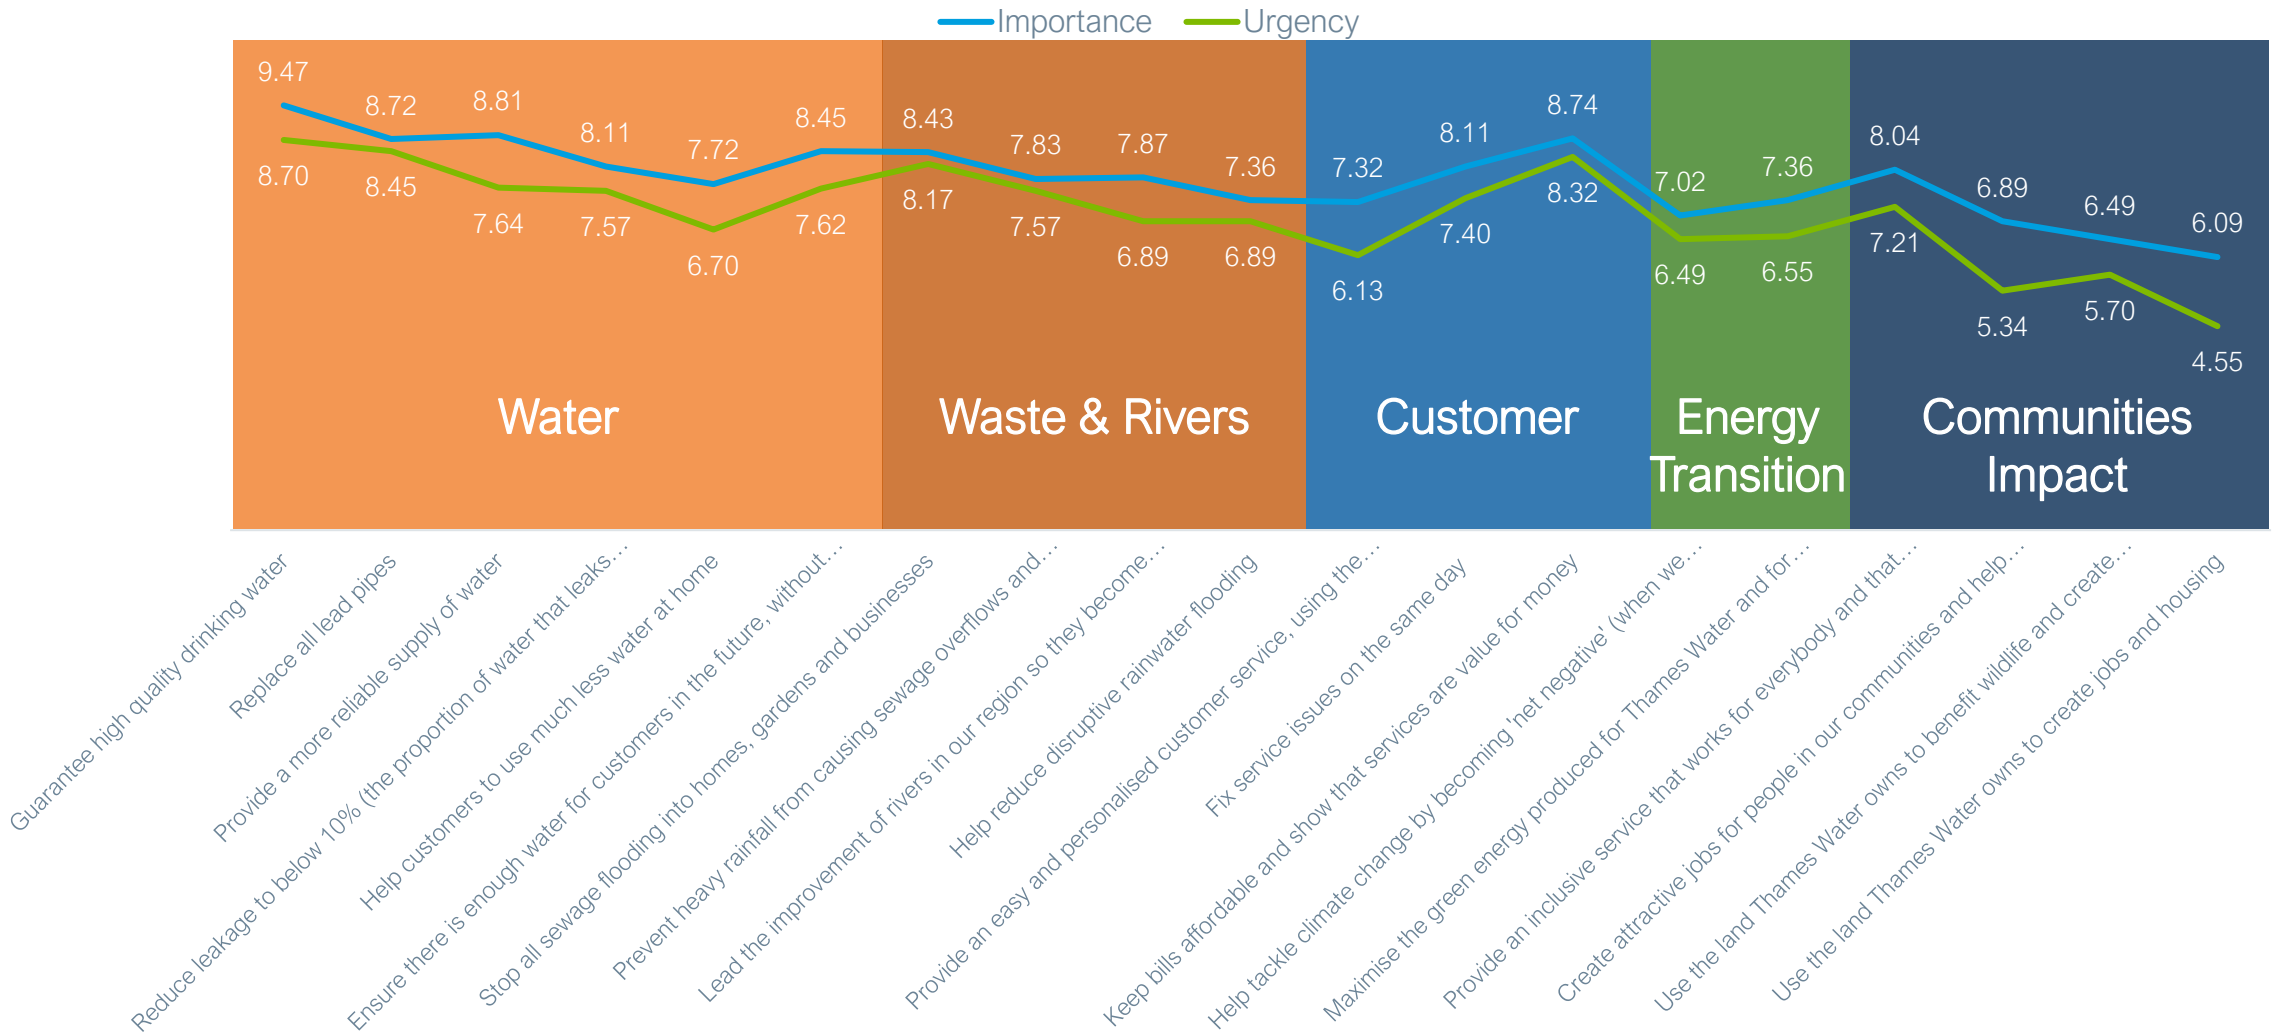 Importance Urgency
9.47 8.72 8.81 8.11 7.72 8.45 8.43 7.83 7.87 7.36 7.32 8.11 8.74 7.02 7.36 8.04 6.89 6.49 6.09
8.70 8.45 7.64 7.57 6.70 7.62 8.17 7.57 6.89 6.89 6.13 7.40 8.32 6.49 6.55 7.21 5.34 5.70 4.55
Water
Waste & Rivers
Customer
Energy
Transition
Communities
Impact
Guarantee high quality drinking water
Replace all lead pipes
Provide a more reliable supply of water
Reduce leakage to below 10% (the proportion of water that leaks…
Help customers to use much less water at home
Ensure there is enough water for customers in the future, without…
Stop all sewage flooding into homes, gardens and businesses
Prevent heavy rainfall from causing sewage overflows and…
Lead the improvement of rivers in our region so they become…
Help reduce disruptive rainwater flooding
Provide an easy and personalised customer service, using the…
Fix service issues on the same day
Keep bills affordable and show that services are value for money
Help tackle climate change by becoming 'net negative' (when we…
Maximise the green energy produced for Thames Water and for…
Provide an inclusive service that works for everybody and that…
Create attractive jobs for people in our communities and help…
Use the land Thames Water owns to benefit wildlife and create…
Use the land Thames Water owns to create jobs and housing